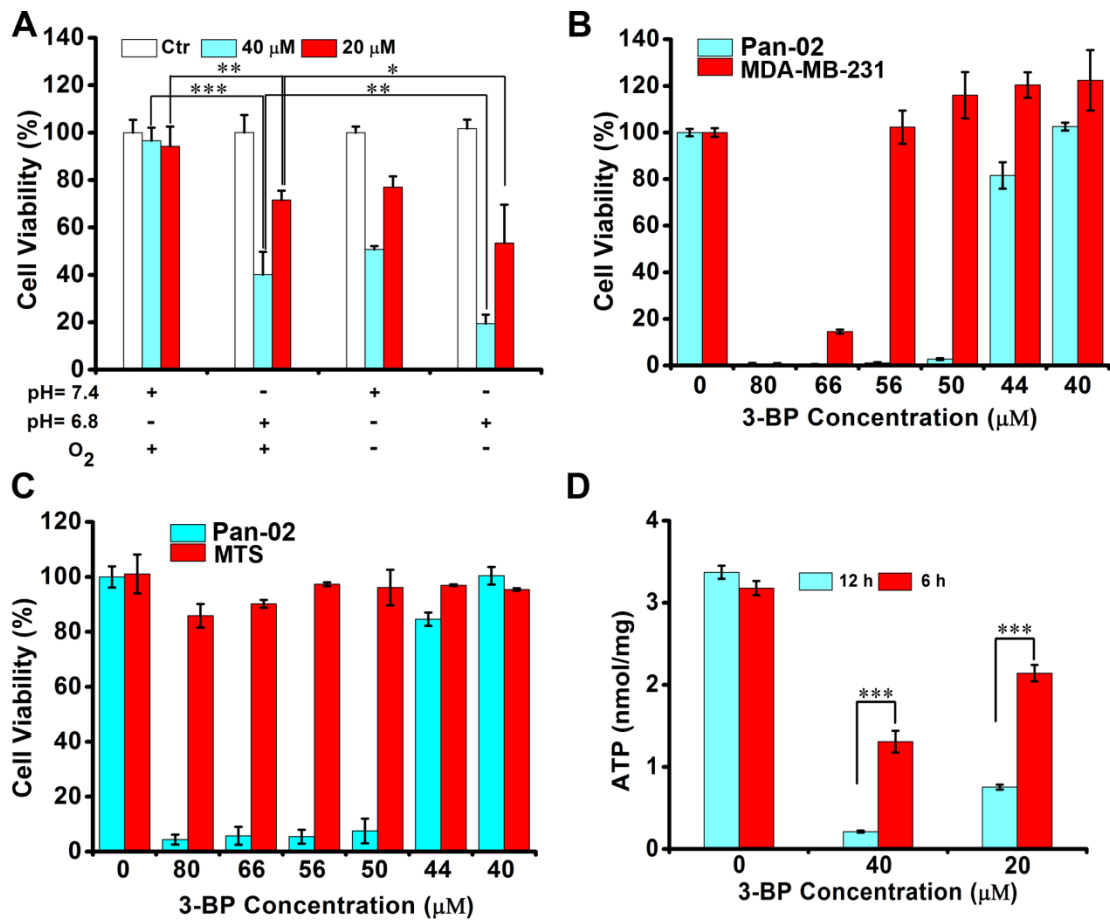 A
Ctr 40 μM 20 μM
** *
*** **
140
120
100
80
60
40
20
0
Cell Viability (%)
pH= 7.4 + - + -
pH= 6.8 - + - +
O2 + + - -
B
Pan-02
MDA-MB-231
140
120
100
80
60
40
20
0
Cell Viability (%)
0 80 66 56 50 44 40
3-BP Concentration (μM)
C
Pan-02
MTS
120
100
80
60
40
20
0
Cell Viability (%)
0 80 66 56 50 44 40
3-BP Concentration (μM)
D
12 h 6 h
***
***
4
3
2
1
0
ATP (nmol/mg)
0 40 20
3-BP Concentration (μM)